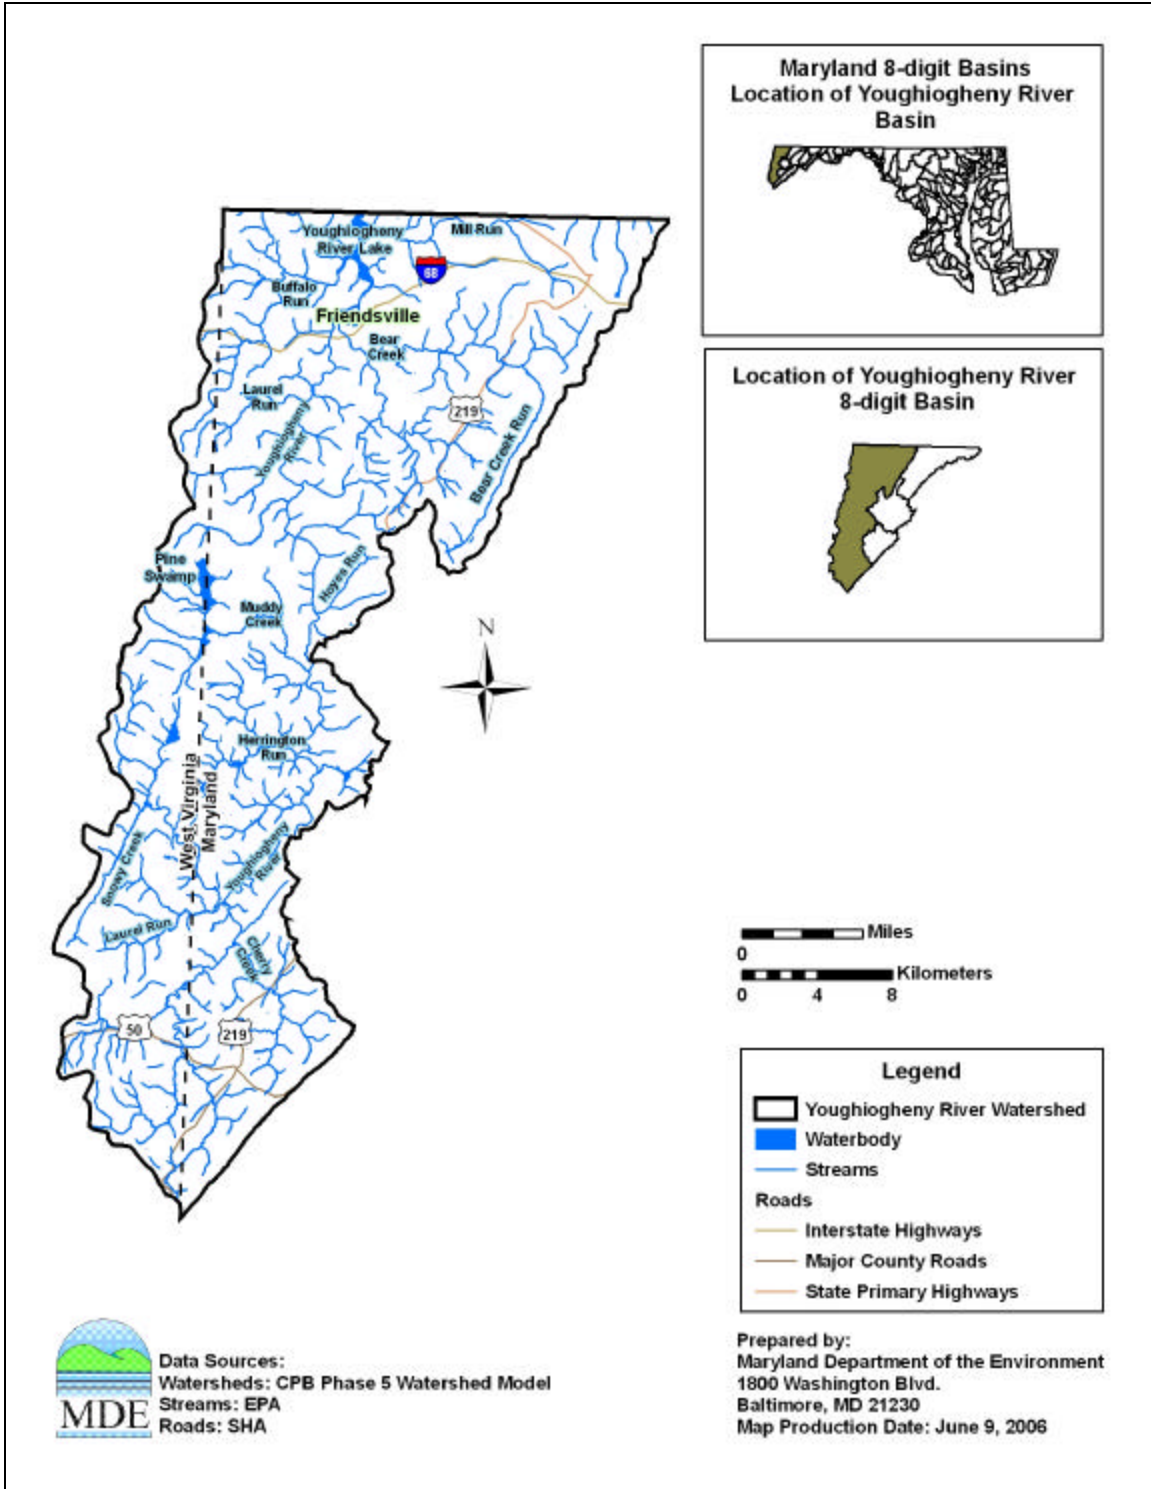 Maryland 8-digit Basins
Location of Youghiogheny River
Basin
Youghiogheny
River Lake
Mill Run
68
Buffalo
Run
Friendsville
Bear
Creek
Location of Youghiogheny River
8-digit Basin
Laurel
Run
Youghiogheny
River
219
Bear Creek Run
Pine
Swamp
Hoyes Run
Muddy
Creek
N
Herrington
Run
West Virginia
Maryland
Snowy Creek
Youghiogheny
River
Laurel Run
Cherry
Creek
Miles
0
Kilometers
0 4 8
50
219
Legend
Youghiogheny River Watershed
Waterbody
Streams
Roads
Interstate Highways
Major County Roads
State Primary Highways
MDE
Data Sources:
Watersheds: CPB Phase 5 Watershed Model
Streams: EPA
Roads: SHA
Prepared by:
Maryland Department of the Environment
1800 Washington Blvd.
Baltimore, MD 21230
Map Production Date: June 9, 2006